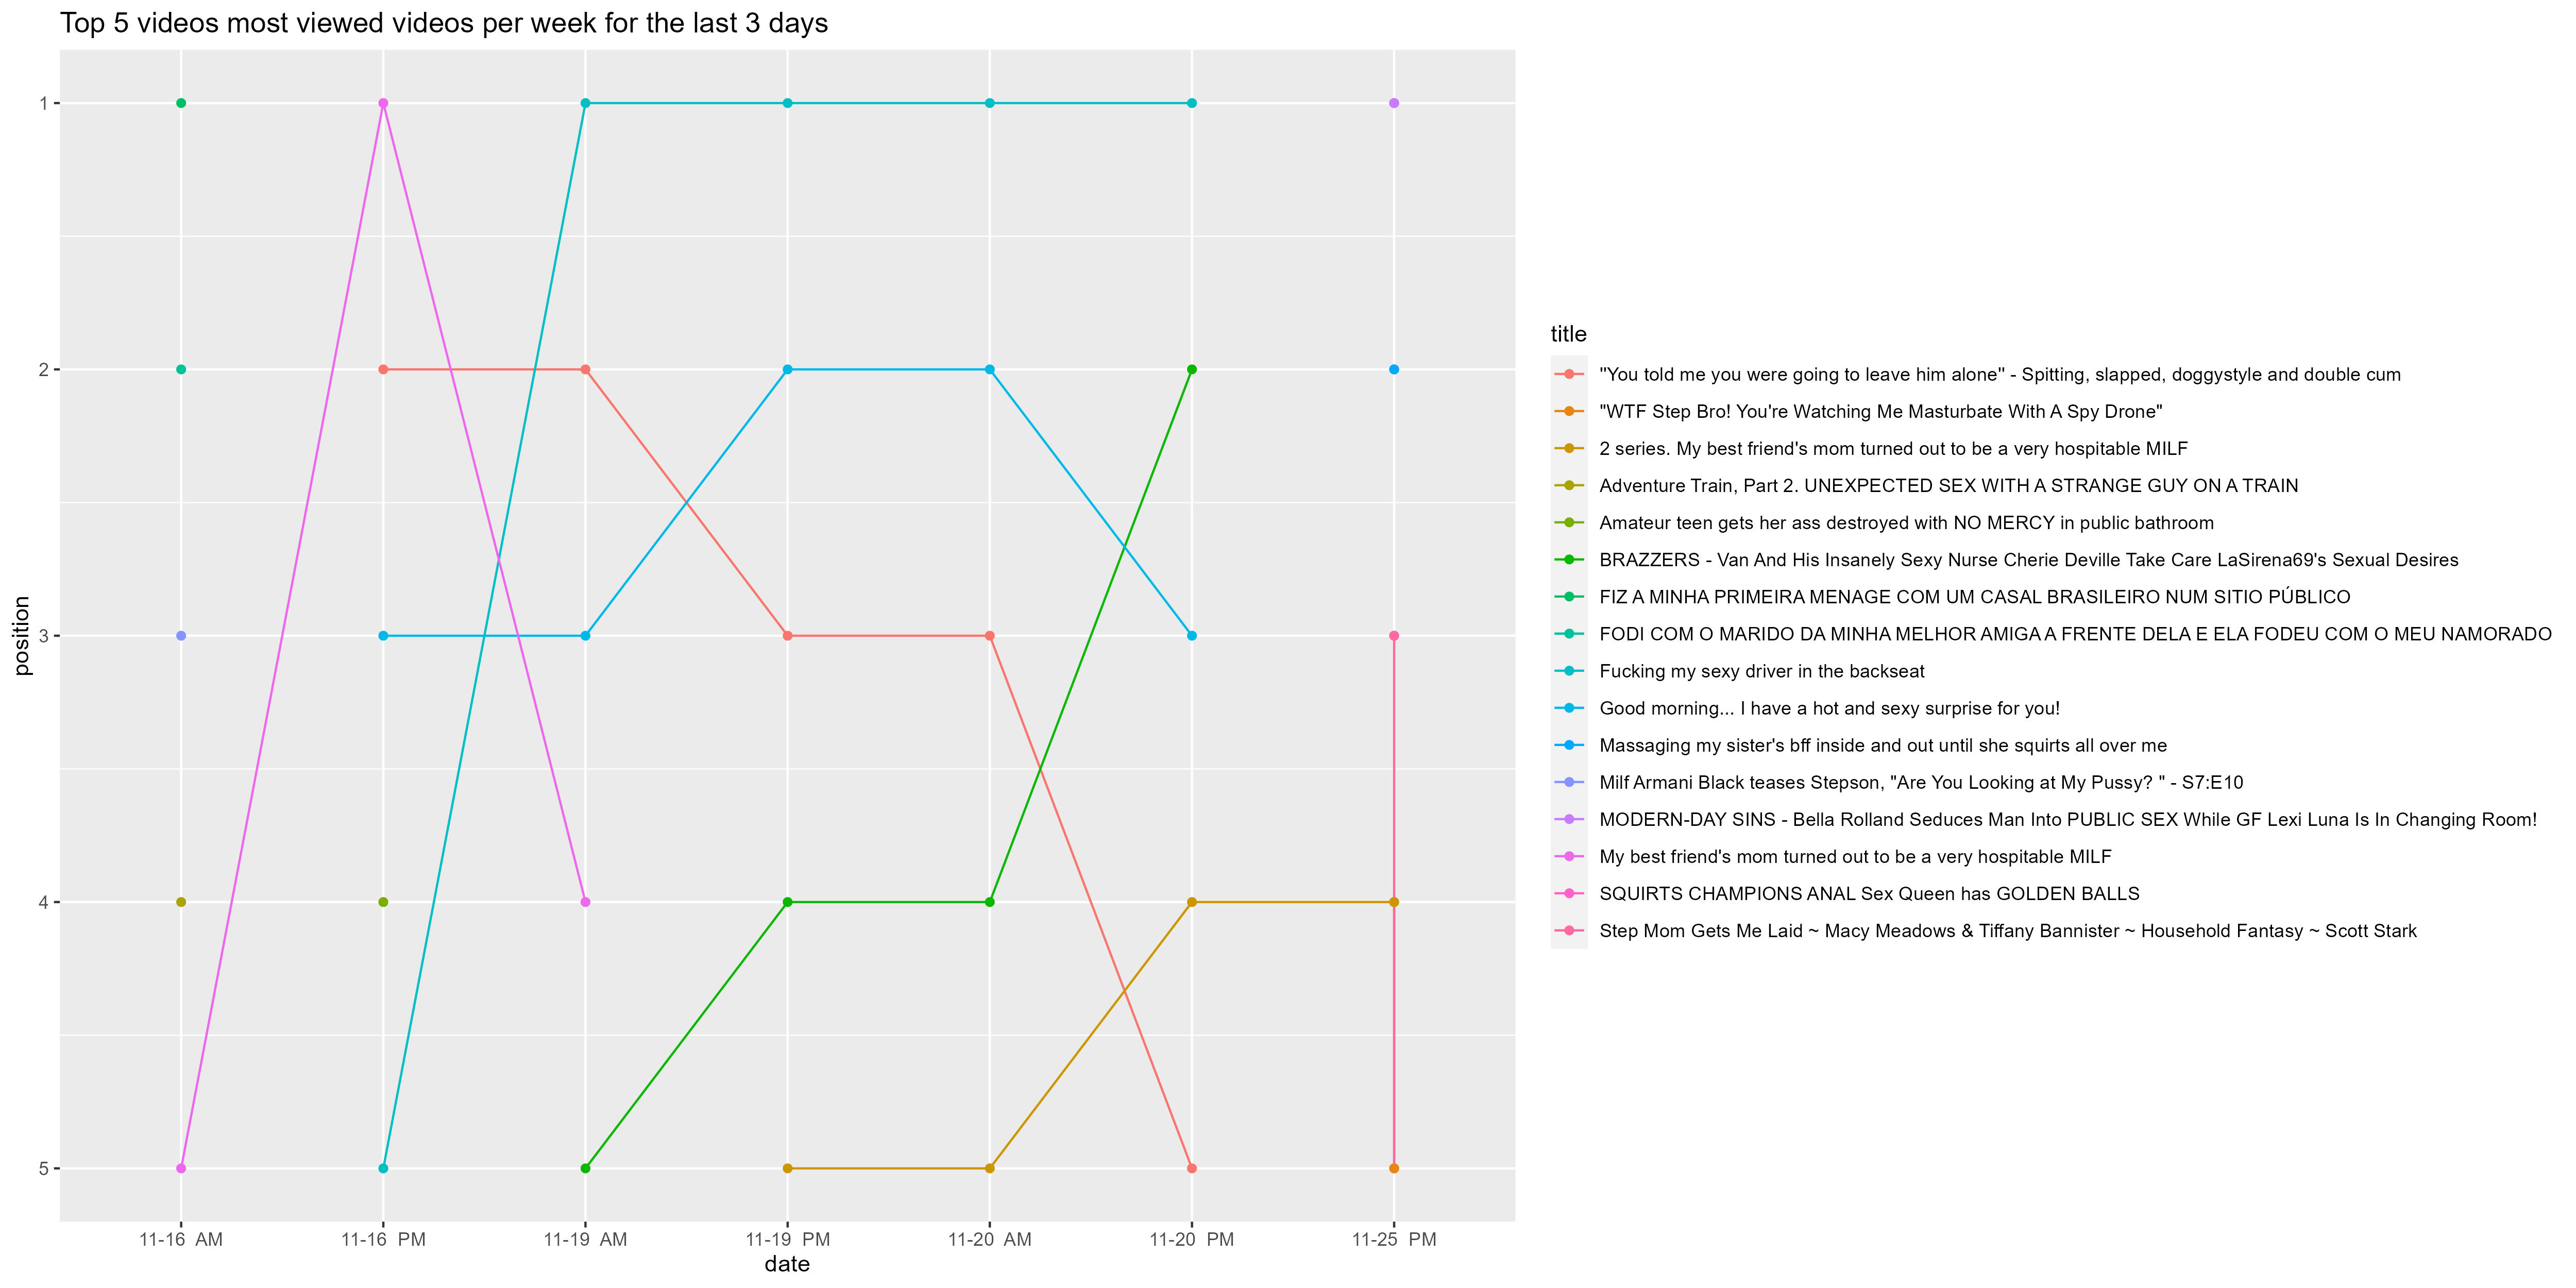 Top 5 videos most viewed videos per week for the last 3 days
position
1
2
3
4
5
11-16 AM
11-16 PM
11-19 AM
11-19 PM
11-20 AM
11-20 PM
11-25 PM
date
title
"You told me you were going to leave him alone" - Spitting, slapped, doggystyle and double cum
"WTF Step Bro! You're Watching Me Masturbate With A Spy Drone"
2 series. My best friend's mom turned out to be a very hospitable MILF
Adventure Train, Part 2. UNEXPECTED SEX WITH A STRANGE GUY ON A TRAIN
Amateur teen gets her ass destroyed with NO MERCY in public bathroom
BRAZZERS - Van And His Insanely Sexy Nurse Cherie Deville Take Care LaSirena69's Sexual Desires
FIZ A MINHA PRIMEIRA MENAGE COM UM CASAL BRASILEIRO NUM SITIO PÚBLICO
FODI COM O MARIDO DA MINHA MELHOR AMIGA A FRENTE DELA E ELA FODEU COM O MEU NAMORADO
Fucking my sexy driver in the backseat
Good morning... I have a hot and sexy surprise for you!
Massaging my sister's bff inside and out until she squirts all over me
Milf Armani Black teases Stepson, "Are You Looking at My Pussy? " - S7:E10
MODERN-DAY SINS - Bella Rolland Seduces Man Into PUBLIC SEX While GF Lexi Luna Is In Changing Room!
My best friend's mom turned out to be a very hospitable MILF
SQUIRTS CHAMPIONS ANAL Sex Queen has GOLDEN BALLS
Step Mom Gets Me Laid ~ Macy Meadows & Tiffany Bannister ~ Household Fantasy ~ Scott Stark